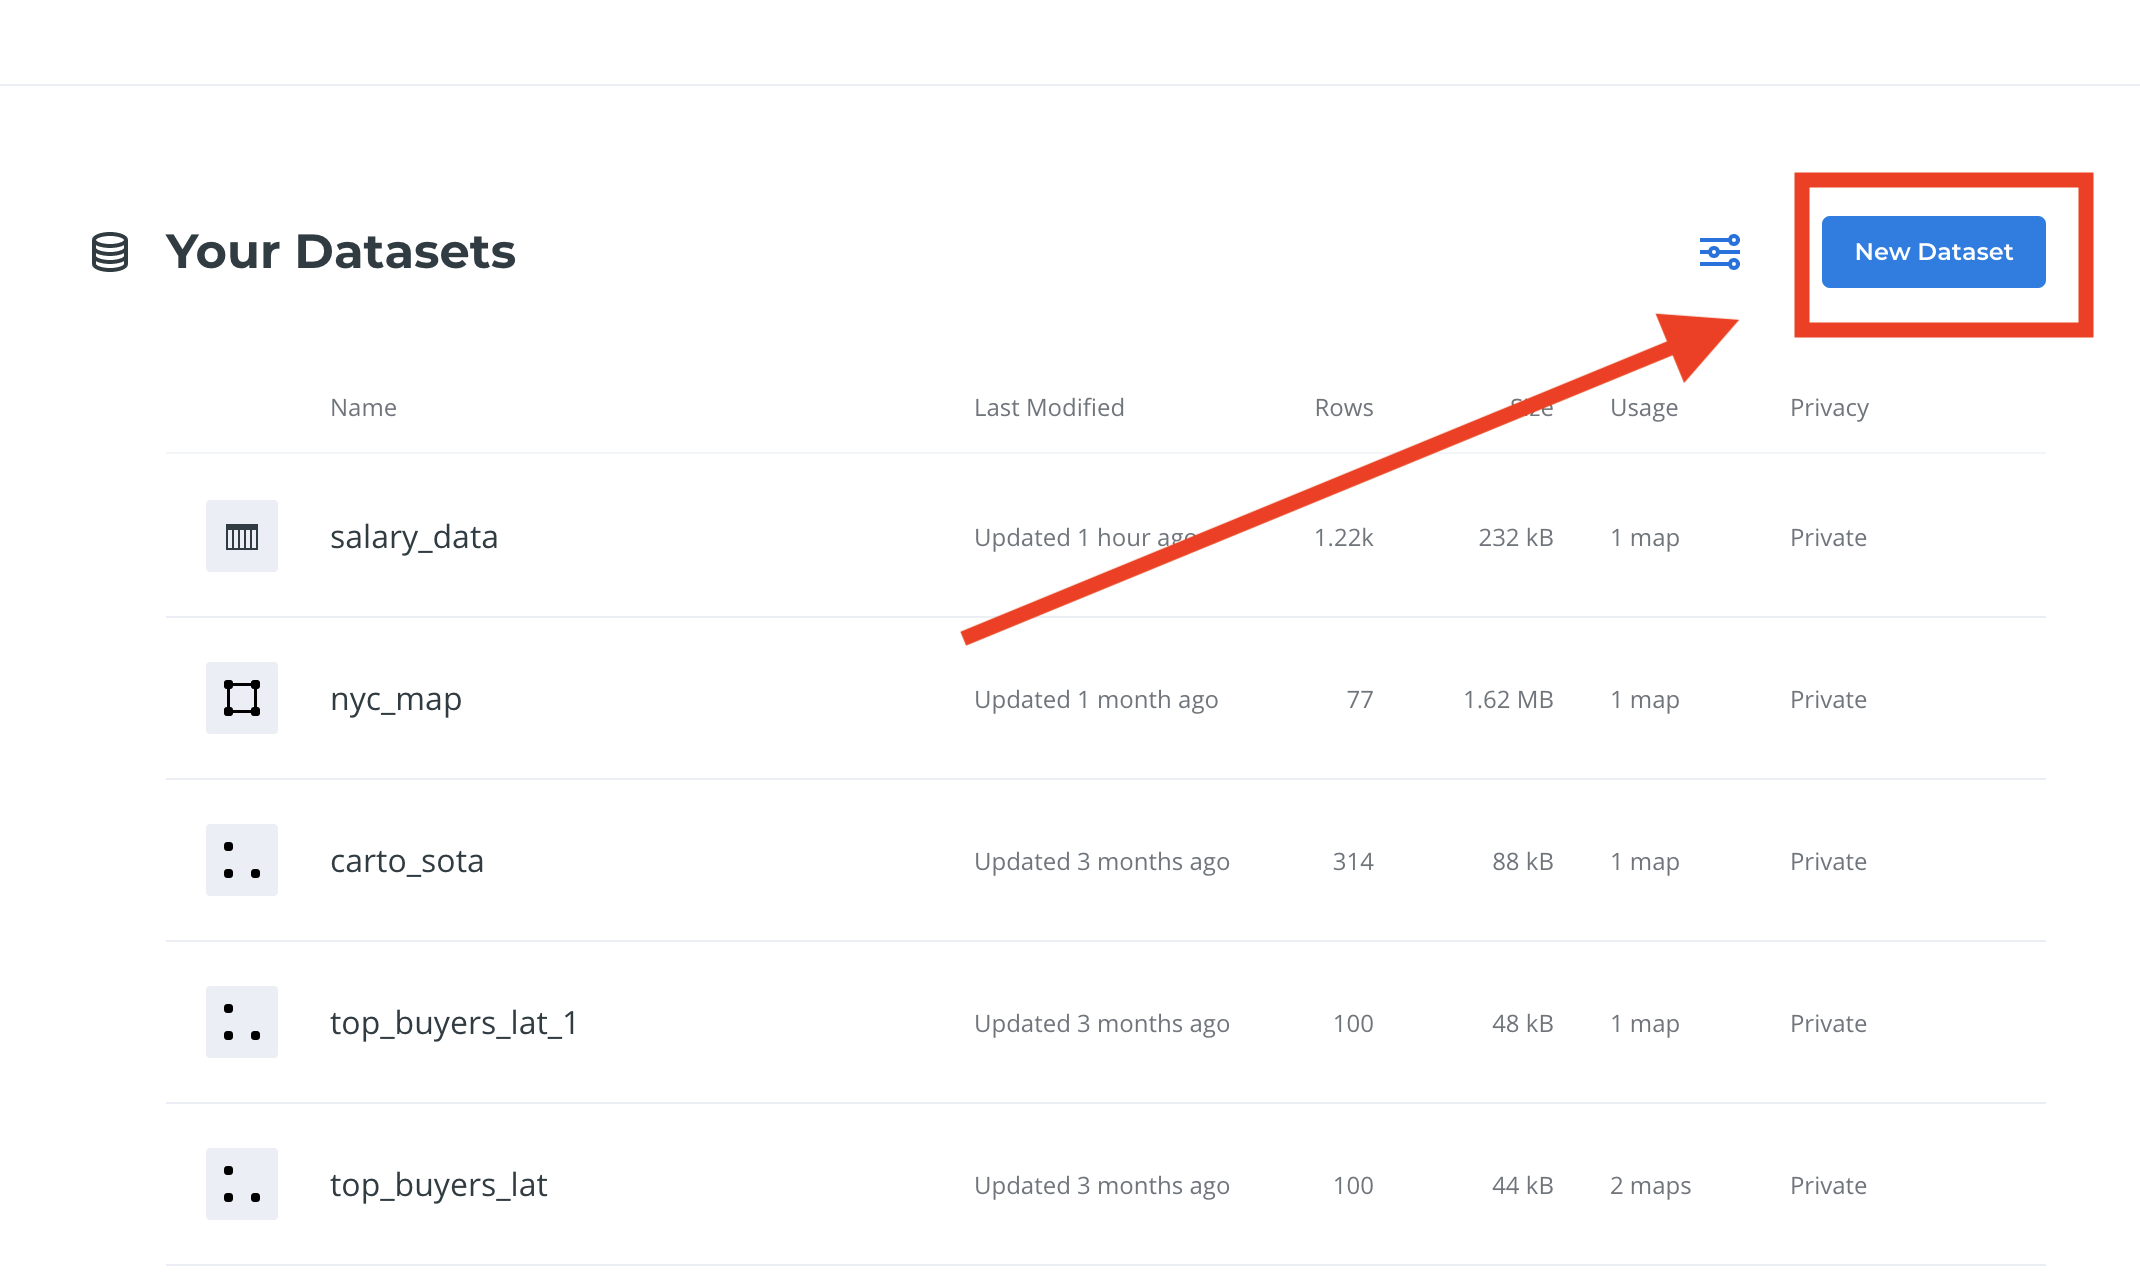 Your Datasets
New Dataset
Name Last Modified Rows Size Usage Privacy
salary_data Updated 1 hour ago 1.22k 232 kB 1 map Private
nyc_map Updated 1 month ago 77 1.62 MB 1 map Private
carto_sota Updated 3 months ago 314 88 kB 1 map Private
top_buyers_lat_1 Updated 3 months ago 100 48 kB 1 map Private
top_buyers_lat Updated 3 months ago 100 44 kB 2 maps Private